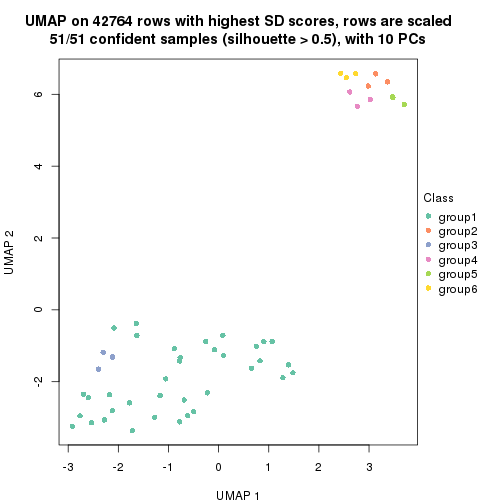 UMAP on 42764 rows with highest SD scores, rows are scaled
51/51 confident samples (silhouette > 0.5), with 10 PCs
6
4
2
0
-2
UMAP 2
-3
-2
-1
0
1
2
3
UMAP 1
Class
group1
group2
group3
group4
group5
group6